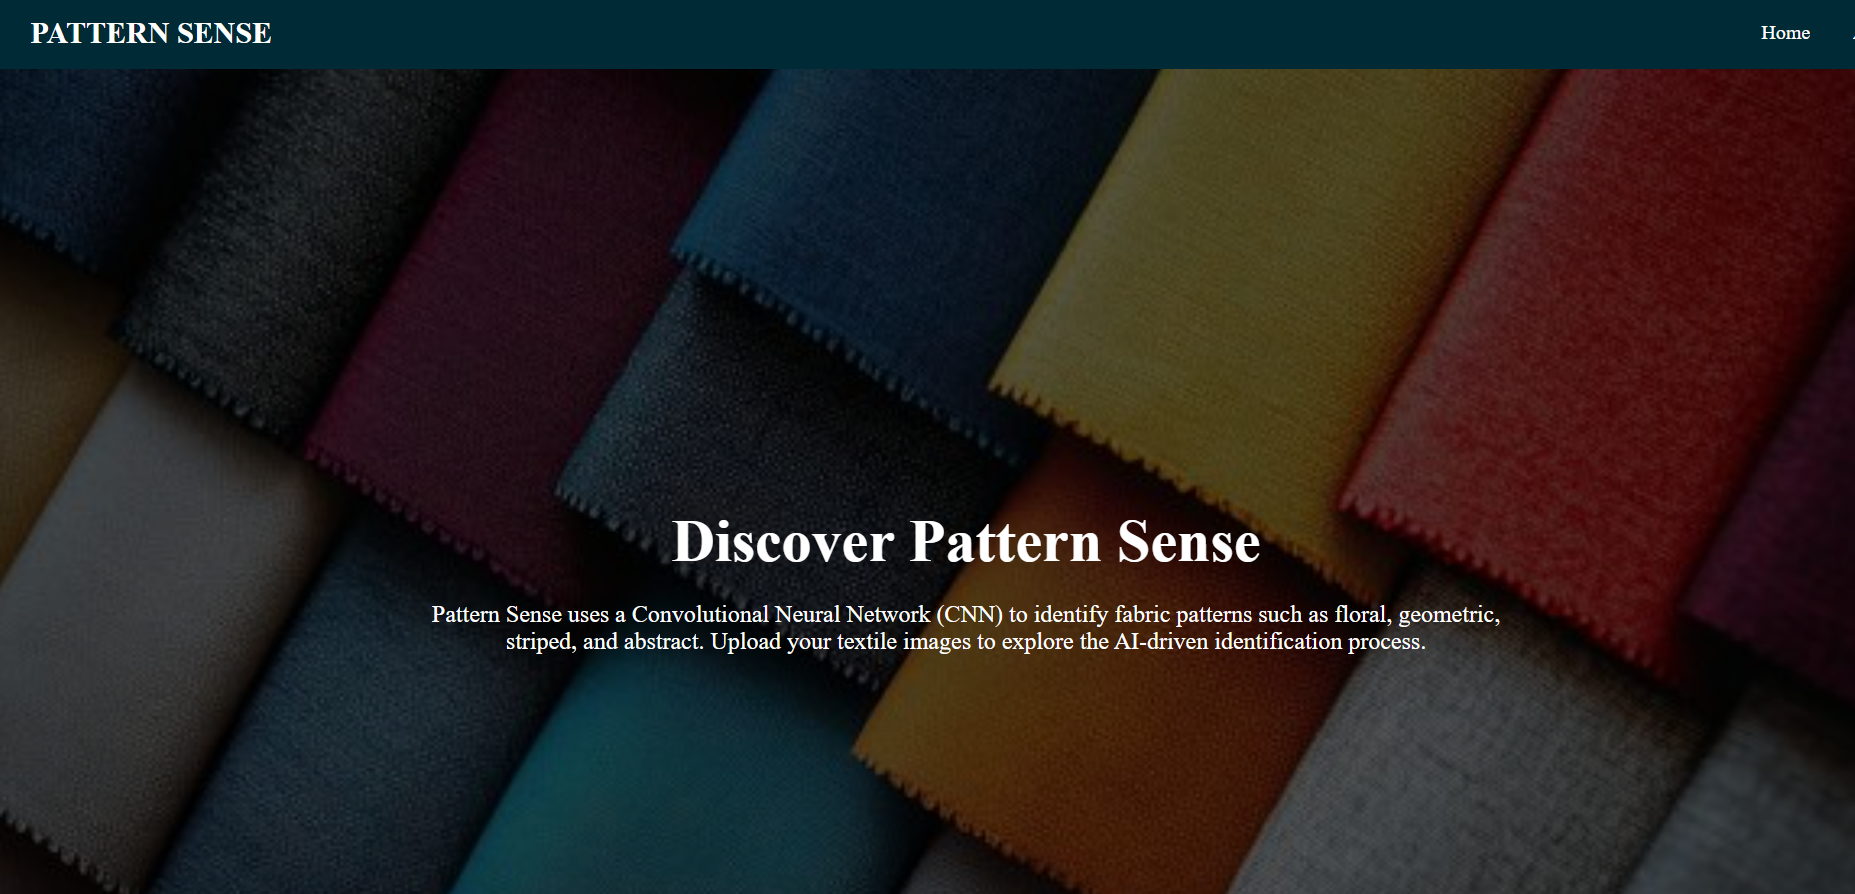 PATTERN SENSE
Home
Discover Pattern Sense
Pattern Sense uses a Convolutional Neural Network (CNN) to identify fabric patterns such as floral, geometric,
striped, and abstract. Upload your textile images to explore the AI-driven identification process.